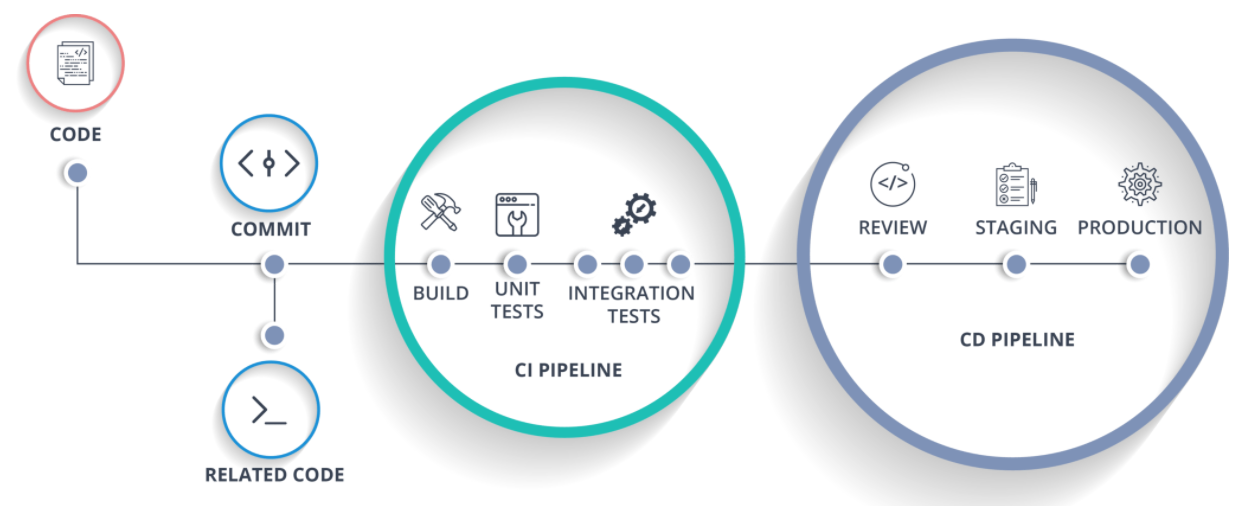 CODE
COMMIT
RELATED CODE
BUILD
UNIT
TESTS
INTEGRATION
TESTS
CI PIPELINE
REVIEW
STAGING
PRODUCTION
CD PIPELINE